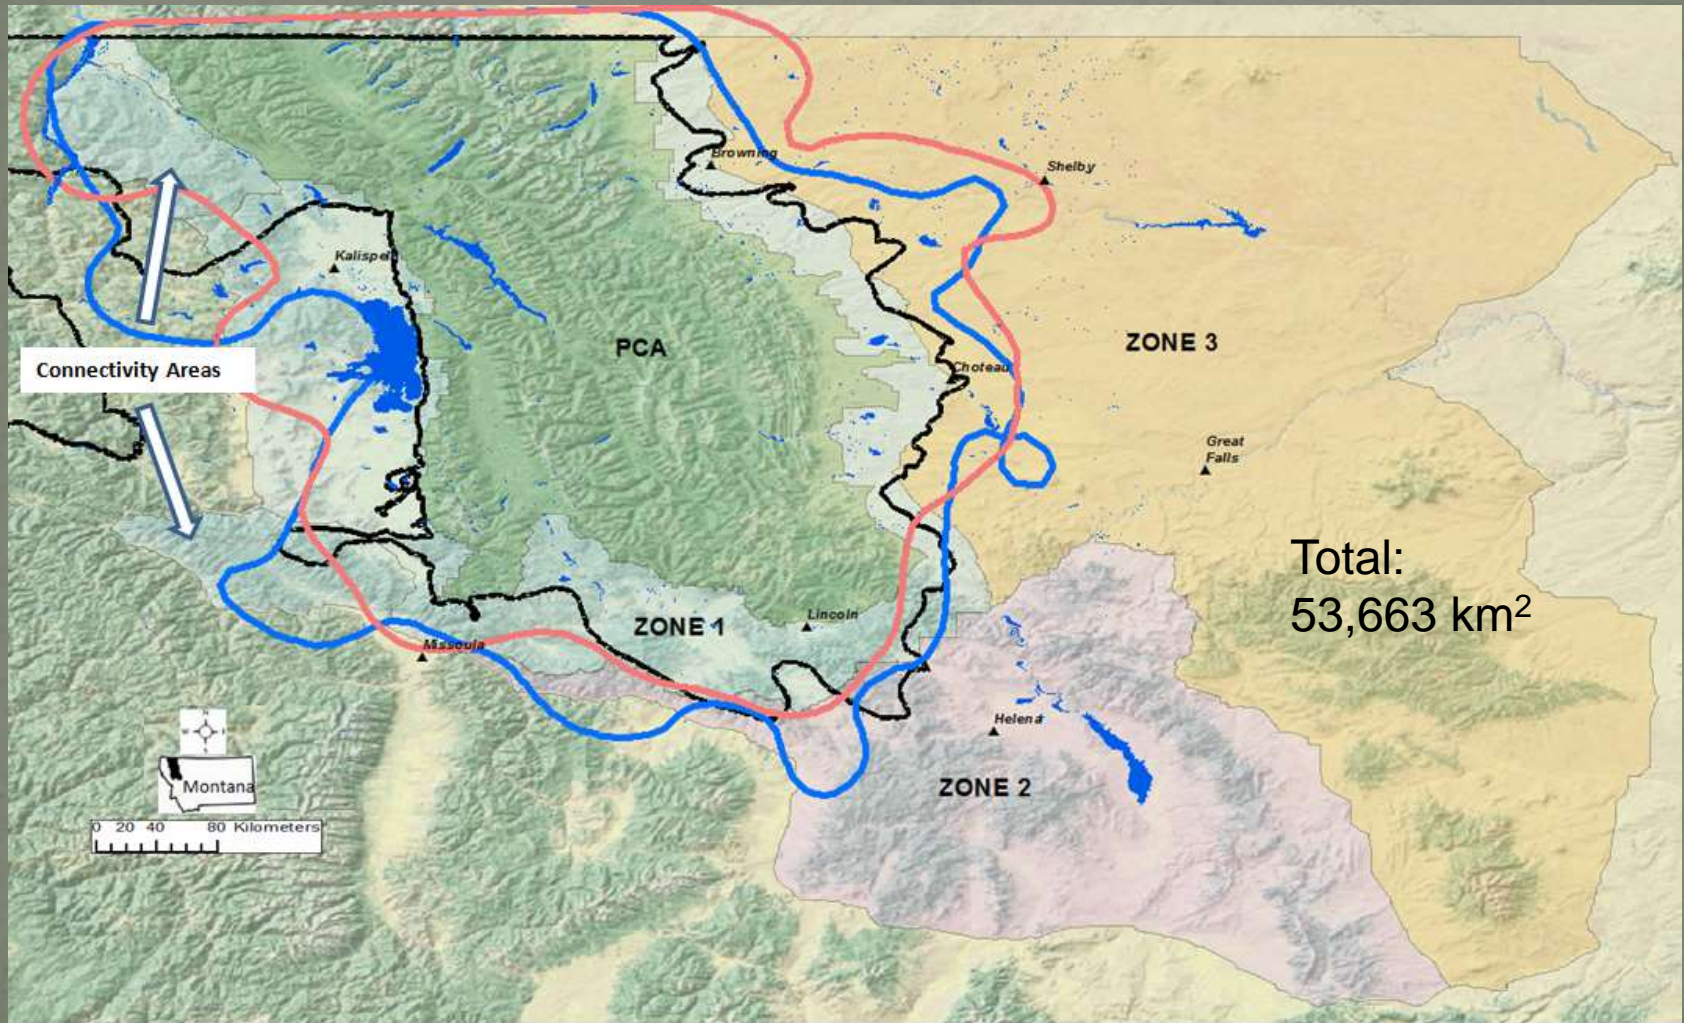 Browning
Shelby
Kalispell
PCA
ZONE 3
Connectivity Areas
Choteau
Great
Falls
Total:
53,663 km²
Lincoln
ZONE 1
Missoula
N
W E
S
Helena
Montana
ZONE 2
0 20 40 80 Kilometers